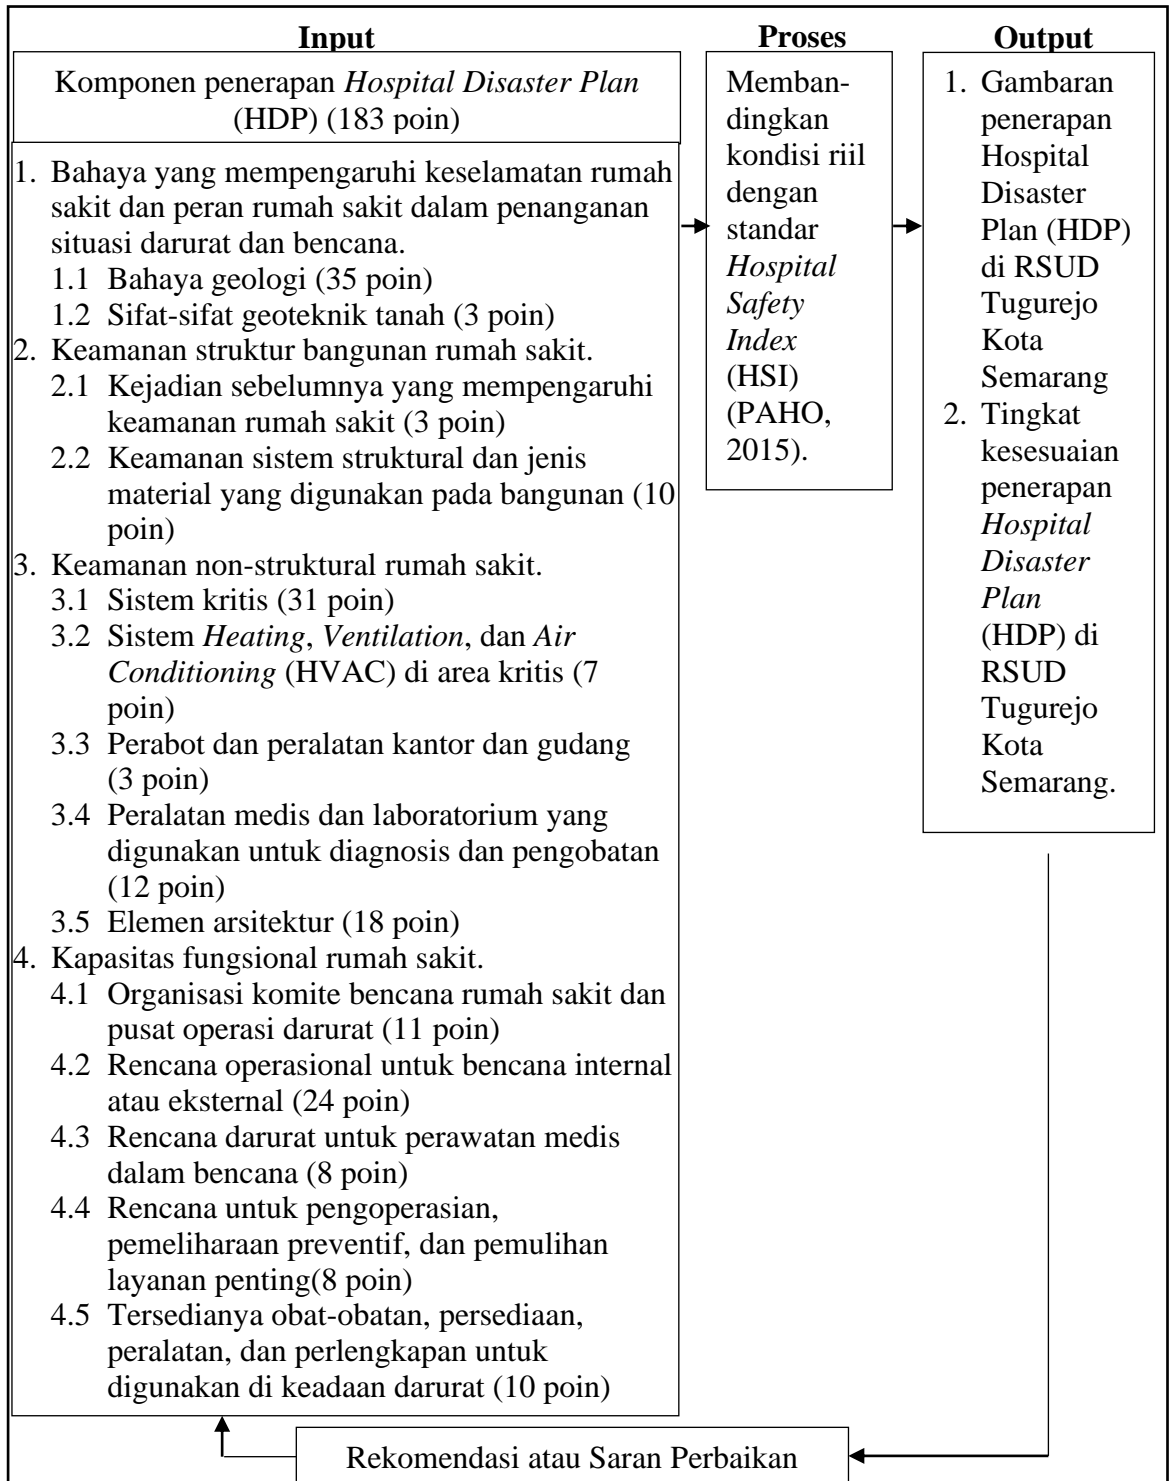 Input
Komponen penerapan Hospital Disaster Plan
(HDP) (183 poin)
1. Bahaya yang mempengaruhi keselamatan rumah
sakit dan peran rumah sakit dalam penanganan
situasi darurat dan bencana.
1.1 Bahaya geologi (35 poin)
1.2 Sifat-sifat geoteknik tanah (3 poin)
2. Keamanan struktur bangunan rumah sakit.
2.1 Kejadian sebelumnya yang mempengaruhi
keamanan rumah sakit (3 poin)
2.2 Keamanan sistem struktural dan jenis
material yang digunakan pada bangunan (10
poin)
3. Keamanan non-struktural rumah sakit.
3.1 Sistem kritis (31 poin)
3.2 Sistem Heating, Ventilation, dan Air
Conditioning (HVAC) di area kritis (7
poin)
3.3 Perabot dan peralatan kantor dan gudang
(3 poin)
3.4 Peralatan medis dan laboratorium yang
digunakan untuk diagnosis dan pengobatan
(12 poin)
3.5 Elemen arsitektur (18 poin)
4. Kapasitas fungsional rumah sakit.
4.1 Organisasi komite bencana rumah sakit dan
pusat operasi darurat (11 poin)
4.2 Rencana operasional untuk bencana internal
atau eksternal (24 poin)
4.3 Rencana darurat untuk perawatan medis
dalam bencana (8 poin)
4.4 Rencana untuk pengoperasian,
pemeliharaan preventif, dan pemulihan
layanan penting(8 poin)
4.5 Tersedianya obat-obatan, persediaan,
peralatan, dan perlengkapan untuk
digunakan di keadaan darurat (10 poin)
Proses
Memban-
dingkan
kondisi riil
dengan
standar
Hospital
Safety
Index
(HSI)
(PAHO,
2015).
Output
1. Gambaran
penerapan
Hospital
Disaster
Plan (HDP)
di RSUD
Tugurejo
Kota
Semarang
2. Tingkat
kesesuaian
penerapan
Hospital
Disaster
Plan
(HDP) di
RSUD
Tugurejo
Kota
Semarang.
Rekomendasi atau Saran Perbaikan